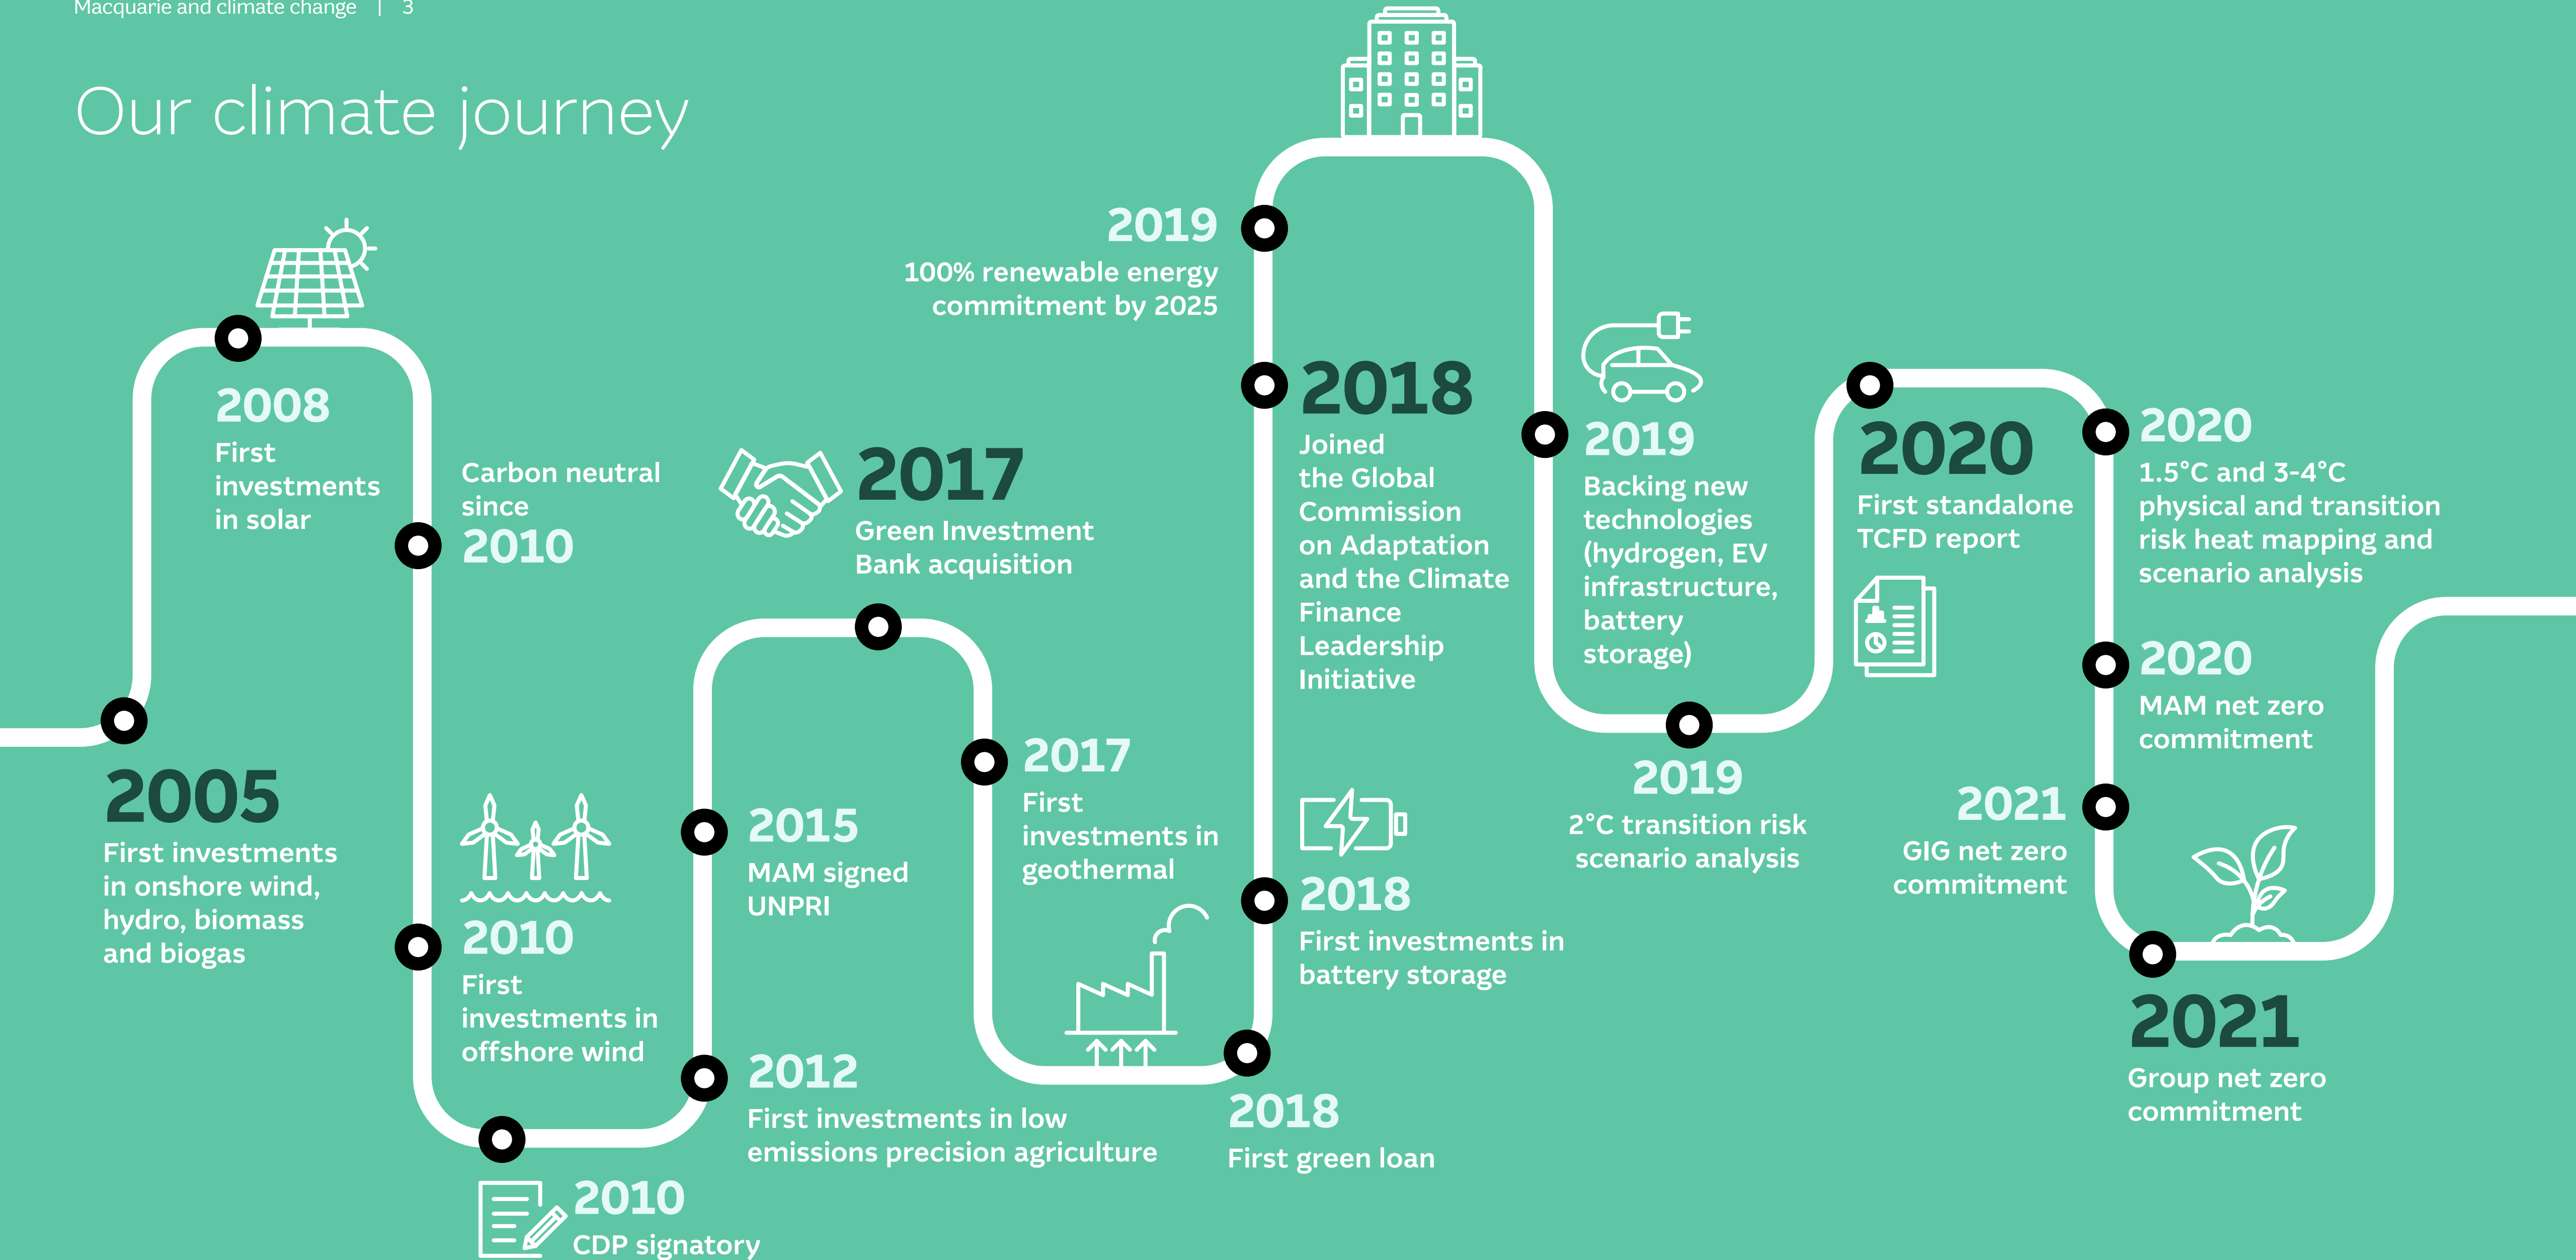 Macquarie and climate change | 3
Our climate journey
2005
First investments
in onshore wind,
hydro, biomass
and biogas
2008
First
investments
in solar
Carbon neutral
since
2010
2010
First
investments in
offshore wind
2010
CDP signatory
2012
First investments in low
emissions precision agriculture
2015
MAM signed
UNPRI
2017
Green Investment
Bank acquisition
2017
First
investments in
geothermal
2018
First green loan
2018
First investments in
battery storage
2018
Joined
the Global
Commission
on Adaptation
and the Climate
Finance
Leadership
Initiative
2019
100% renewable energy
commitment by 2025
2019
Backing new
technologies
(hydrogen, EV
infrastructure,
battery
storage)
2019
2°C transition risk
scenario analysis
2020
First standalone
TCFD report
2020
1.5°C and 3-4°C
physical and transition
risk heat mapping and
scenario analysis
2020
MAM net zero
commitment
2021
GIG net zero
commitment
2021
Group net zero
commitment